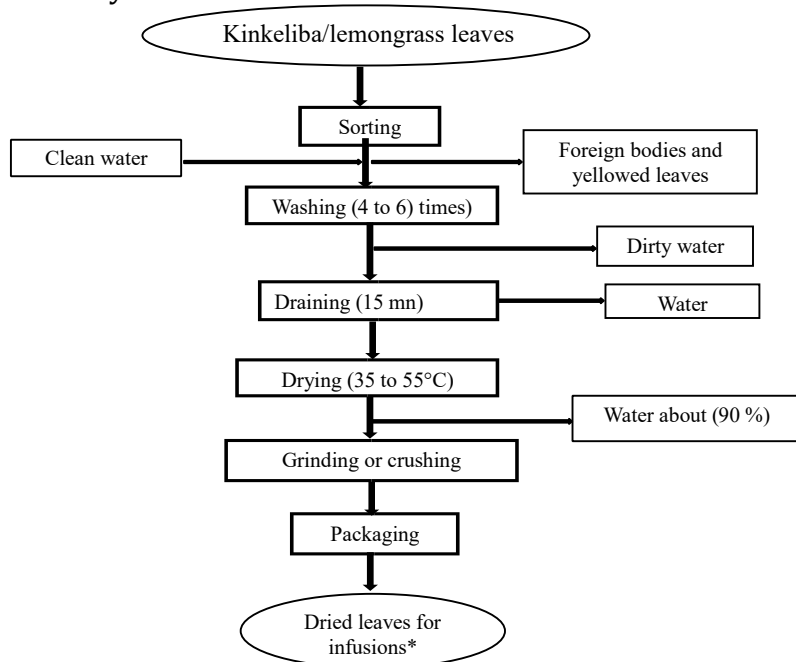 Kinkeliba/lemongrass leaves
Sorting
Clean water
Foreign bodies and
yellowed leaves
Washing (4 to 6) times)
Dirty water
Draining (15 mn)
Water
Drying (35 to 55°C)
Water about (90 %)
Grinding or crushing
Packaging
Dried leaves for
infusions*